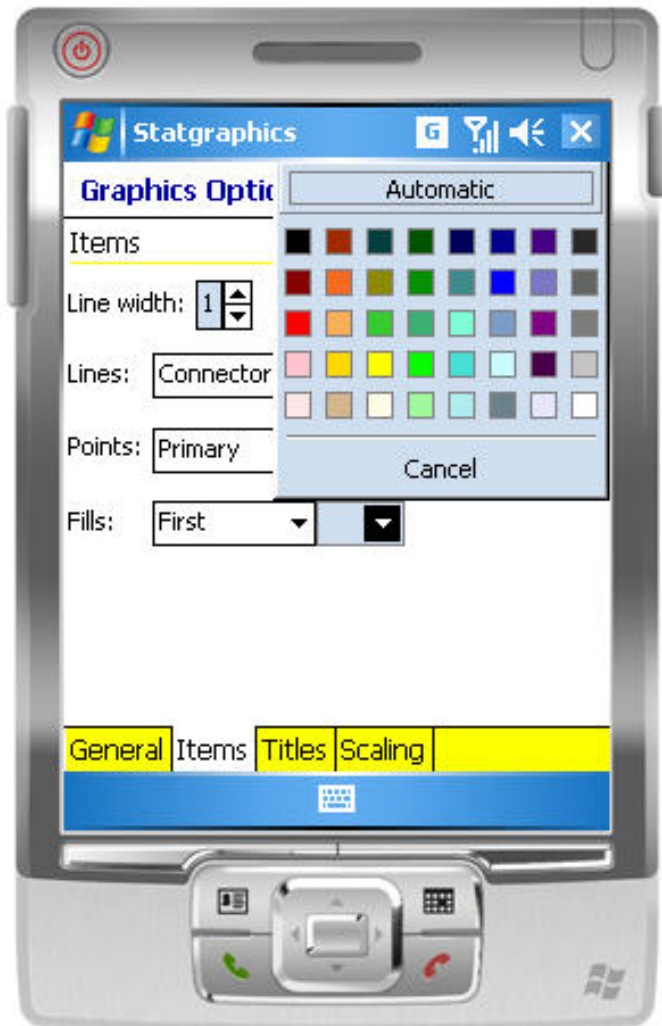 Statgraphics G
Graphics Optic
Automatic
Items
Line width: 1
Lines: Connector
Points: Primary
Cancel
Fills: First
General Items Titles Scaling